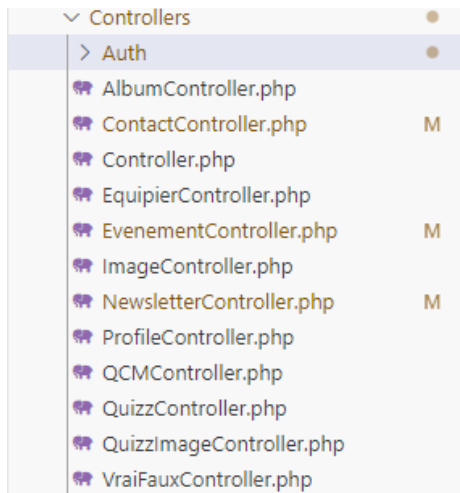 Controllers
Auth
AlbumController.php
ContactController.php M
Controller.php
EquipierController.php
EvenementController.php M
ImageController.php
NewsletterController.php M
ProfileController.php
QCMController.php
QuizzController.php
QuizzImageController.php
VraiFauxController.php